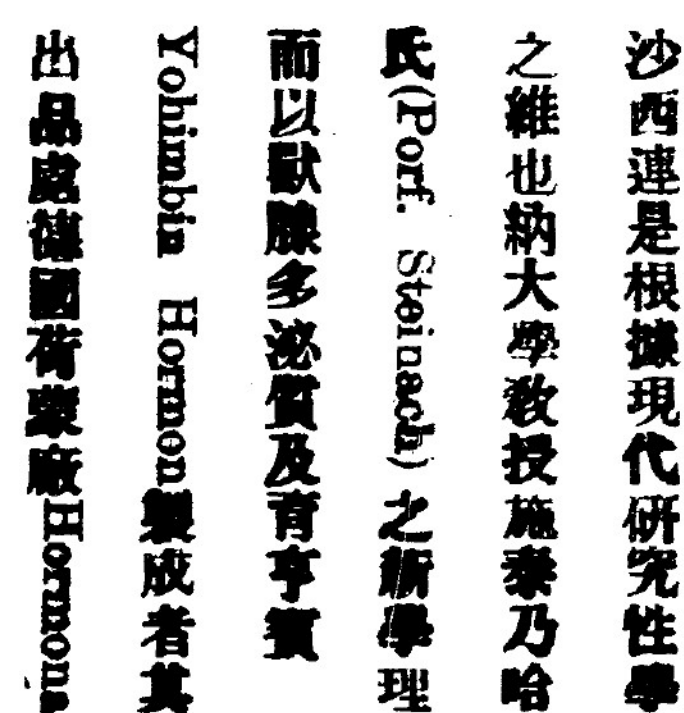 沙西連是根據現代研究性學
之維也納大學教授施泰乃哈
氏(Porf. Steinach)之新學理
而以獸腺多泌質及育亨賓
Yohimbin Hormon製成者其
出品處德國荷蒙廠Hormona